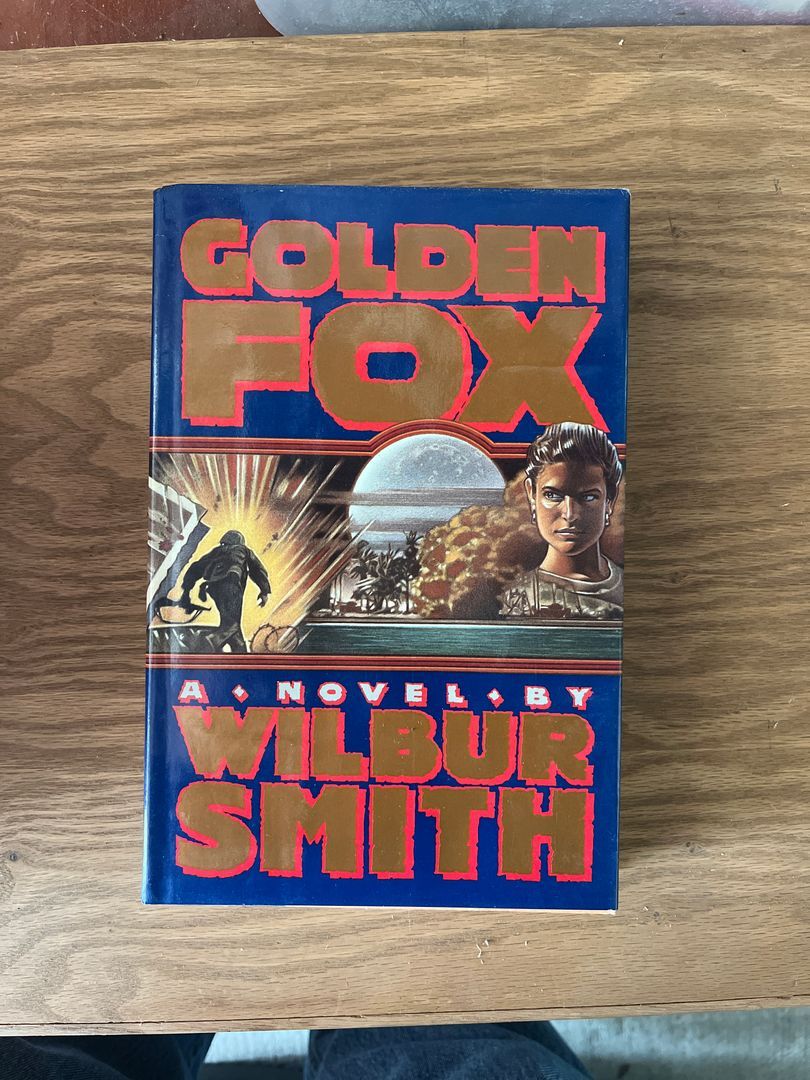 GOLDEN
FOX
A • NOVEL • BY
WILBUR
SMITH